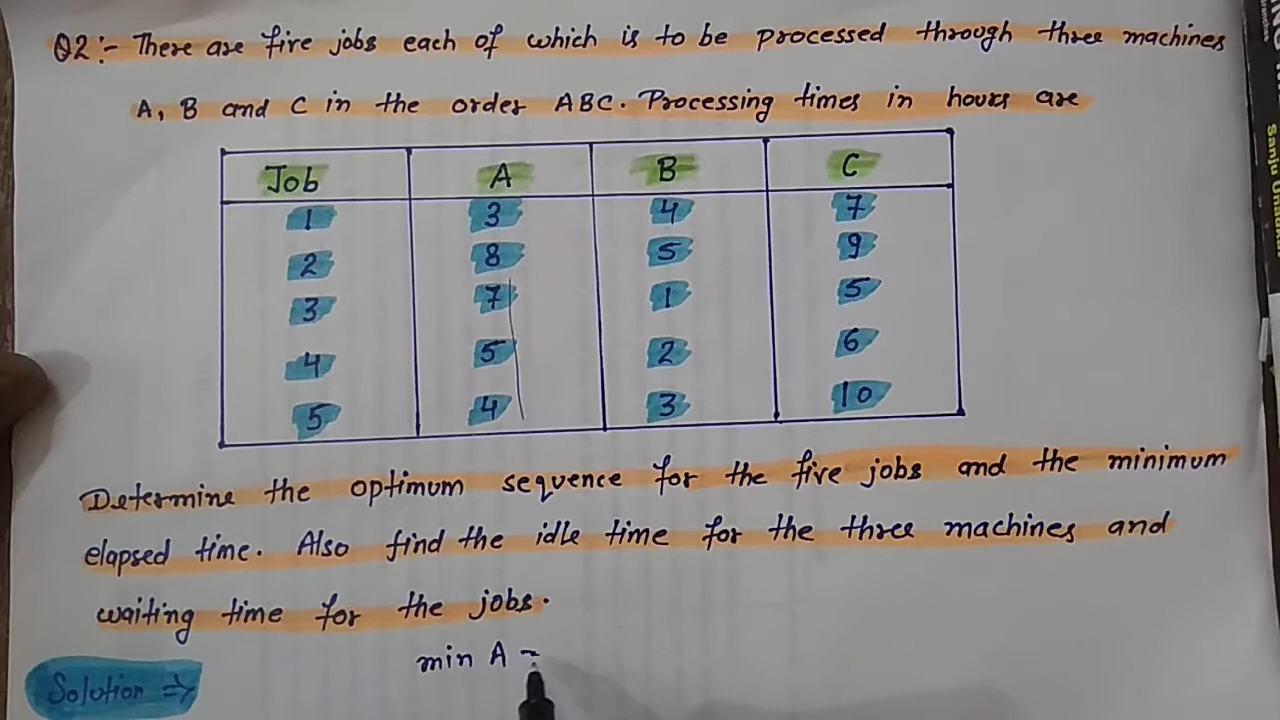 Q2:- There are five jobs each of which is to be processed through three machines
A, B and C in the order ABC. Processing times in hours are
Job A B C
1 3 4 7
2 8 5 9
3 7 1 5
4 5 2 6
5 4 3 10
Determine the optimum sequence for the five jobs and the minimum
elapsed time. Also find the idle time for the three machines and
waiting time for the jobs.
min A =
Solution ⇒